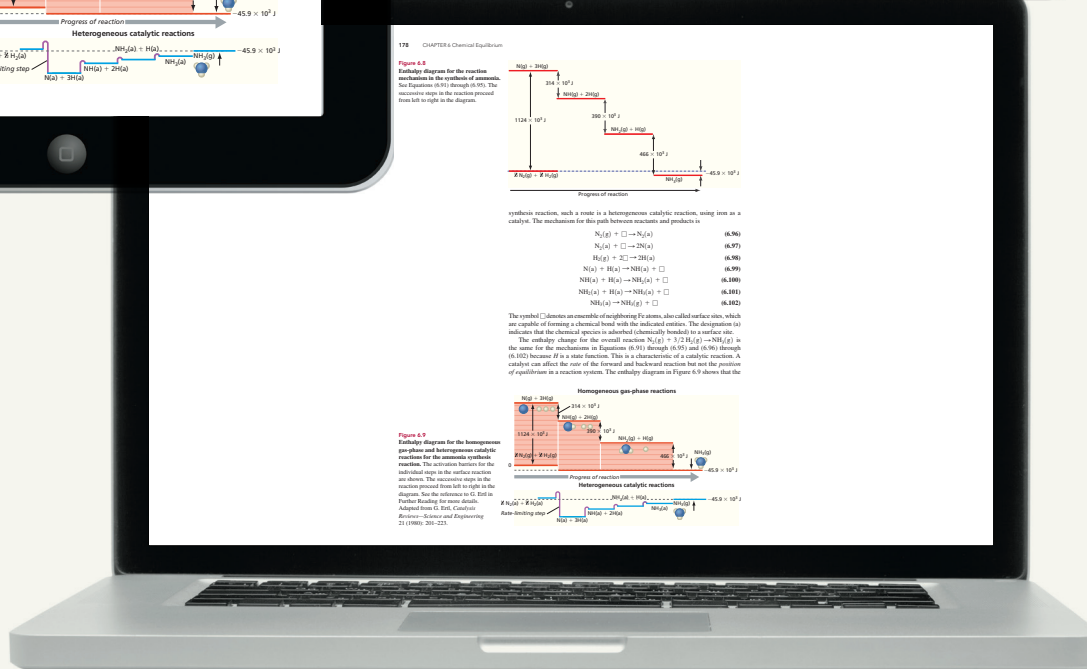 Progress of reaction
−45.9 × 10³ J
Heterogeneous catalytic reactions
H₂(a)
NH₂(a) + H(a)
NH₃(g)
−45.9 × 10³ J
iting step
NH(a) + 2H(a)
NH₃(a)
N(a) + 3H(a)
178 CHAPTER 6 Chemical Equilibrium
Figure 6.8
Enthalpy diagram for the reaction
mechanism in the synthesis of ammonia.
See Equations (6.91) through (6.95). The
successive steps in the reaction proceed
from left to right in the diagram.
N(g) + 3H(g)
314 × 10³ J
NH(g) + 2H(g)
1124 × 10³ J
390 × 10³ J
NH₂(g) + H(g)
466 × 10³ J
N₂(g) + H₂(g)
−45.9 × 10³ J
NH₃(g)
Progress of reaction
synthesis reaction, such a route is a heterogeneous catalytic reaction, using iron as a
catalyst. The mechanism for this path between reactants and products is
N₂(g) + □ → N₂(a) (6.96)
N₂(a) + □ → 2N(a) (6.97)
H₂(g) + 2□ → 2H(a) (6.98)
N(a) + H(a) → NH(a) + □ (6.99)
NH(a) + H(a) → NH₂(a) + □ (6.100)
NH₂(a) + H(a) → NH₃(a) + □ (6.101)
NH₃(a) → NH₃(g) + □ (6.102)
The symbol □ denotes an ensemble of neighboring Fe atoms, also called surface sites, which
are capable of forming a chemical bond with the indicated entities. The designation (a)
indicates that the chemical species is adsorbed (chemically bonded) to a surface site.
The enthalpy change for the overall reaction N₂(g) + 3/2 H₂(g) → NH₃(g) is
the same for the mechanisms in Equations (6.91) through (6.95) and (6.96) through
(6.102) because H is a state function. This is a characteristic of a catalytic reaction. A
catalyst can affect the rate of the forward and backward reaction but not the position
of equilibrium in a reaction system. The enthalpy diagram in Figure 6.9 shows that the
Figure 6.9
Enthalpy diagram for the homogeneous
gas-phase and heterogeneous catalytic
reactions for the ammonia synthesis
reaction. The activation barriers for the
individual steps in the surface reaction
are shown. The successive steps in the
reaction proceed from left to right in the
diagram. See the reference to G. Ertl in
Further Reading for more details.
Adapted from G. Ertl, Catalysis
Reviews—Science and Engineering
21 (1980): 201–223.
Homogeneous gas-phase reactions
N(g) + 3H(g)
314 × 10³ J
NH(g) + 2H(g)
1124 × 10³ J
390 × 10³ J
NH₂(g) + H(g)
N₂(g) + H₂(g)
466 × 10³ J
NH₃(g)
0
−45.9 × 10³ J
Progress of reaction
Heterogeneous catalytic reactions
N₂(a) + H₂(a)
NH₂(a) + H(a)
−45.9 × 10³ J
NH₃(g)
Rate-limiting step
NH(a) + 2H(a)
NH₃(a)
N(a) + 3H(a)